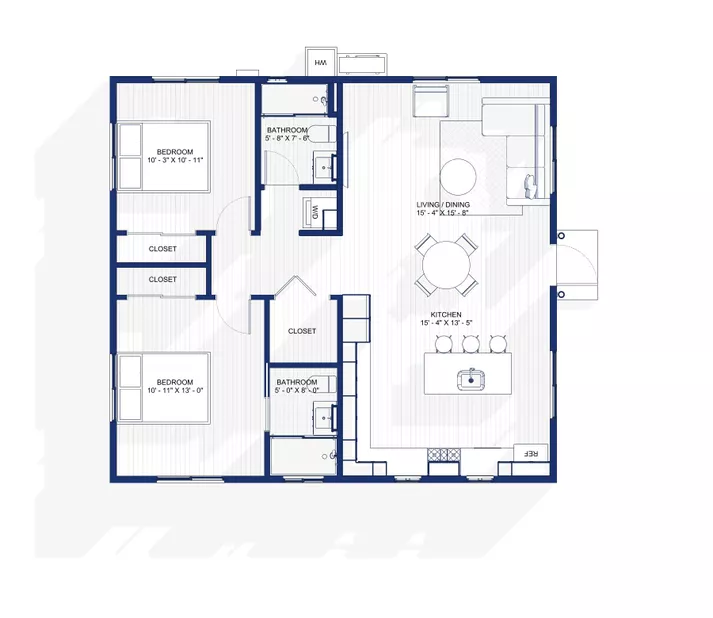 WH
BATHROOM
5' - 8" X 7' - 6"
BEDROOM
10' - 3" X 10' - 11"
W/D
LIVING / DINING
15' - 4" X 15' - 8"
CLOSET
CLOSET
KITCHEN
15' - 4" X 13' - 5"
CLOSET
BEDROOM
10' - 11" X 13' - 0"
BATHROOM
5' - 0" X 8' - 0"
REF